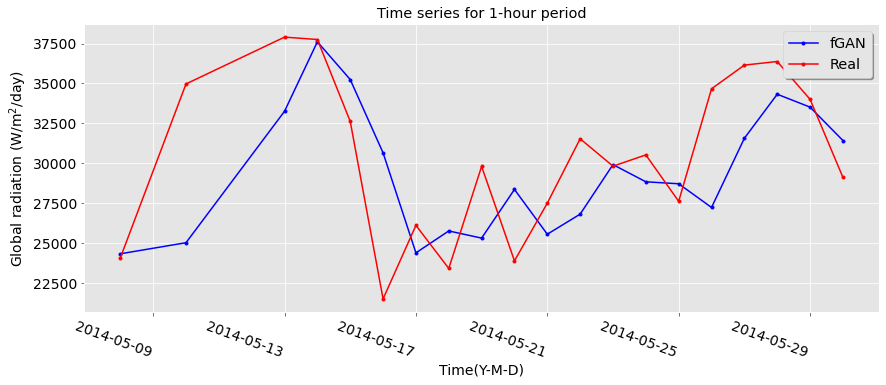 Time series for 1-hour period
fGAN
Real
Global radiation (W/m²/day)
37500
35000
32500
30000
27500
25000
22500
2014-05-09
2014-05-13
2014-05-17
2014-05-21
2014-05-25
2014-05-29
Time(Y-M-D)